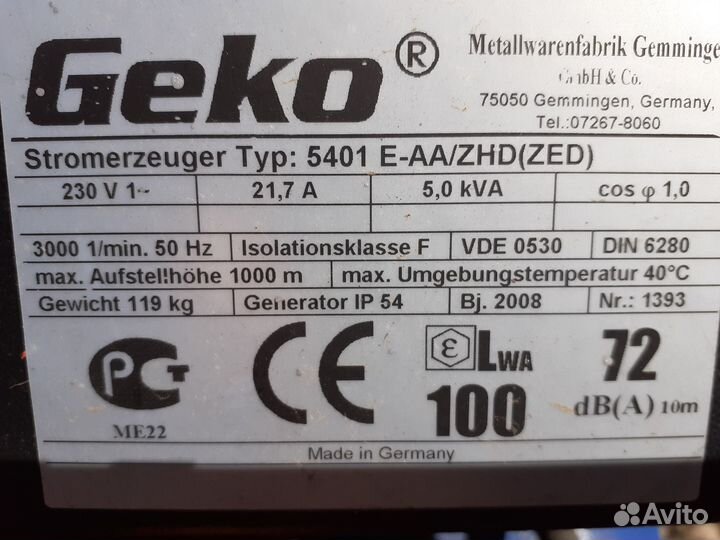 Geko®
Metallwarenfabrik Gemminge
GmbH & Co.
75050 Gemmingen, Germany,
Tel.:07267-8060
Stromerzeuger Typ: 5401 E-AA/ZHD(ZED)
230 V 1~ 21,7 A 5,0 kVA cos φ 1,0
3000 1/min. 50 Hz Isolationsklasse F VDE 0530 DIN 6280
max. Aufstellhöhe 1000 m max. Umgebungstemperatur 40°C
Gewicht 119 kg Generator IP 54 Bj. 2008 Nr.: 1393
РСТ
ME22
CE
ε LWA
100
72
dB(A) 10m
Made in Germany
Avito